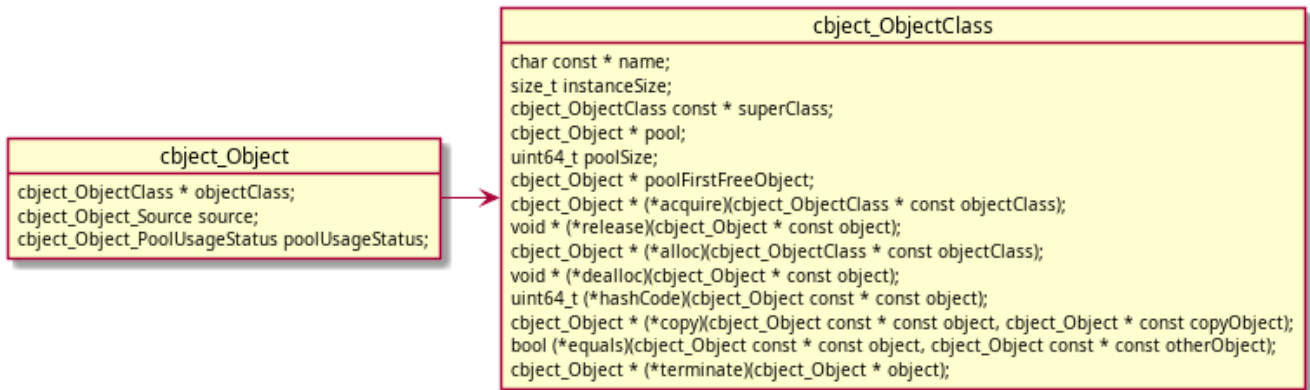 cbject_Object
cbject_ObjectClass * objectClass;
cbject_Object_Source source;
cbject_Object_PoolUsageStatus poolUsageStatus;
cbject_ObjectClass
char const * name;
size_t instanceSize;
cbject_ObjectClass const * superClass;
cbject_Object * pool;
uint64_t poolSize;
cbject_Object * poolFirstFreeObject;
cbject_Object * (*acquire)(cbject_ObjectClass * const objectClass);
void * (*release)(cbject_Object * const object);
cbject_Object * (*alloc)(cbject_ObjectClass * const objectClass);
void * (*dealloc)(cbject_Object * const object);
uint64_t (*hashCode)(cbject_Object const * const object);
cbject_Object * (*copy)(cbject_Object const * const object, cbject_Object * const copyObject);
bool (*equals)(cbject_Object const * const object, cbject_Object const * const otherObject);
cbject_Object * (*terminate)(cbject_Object * object);